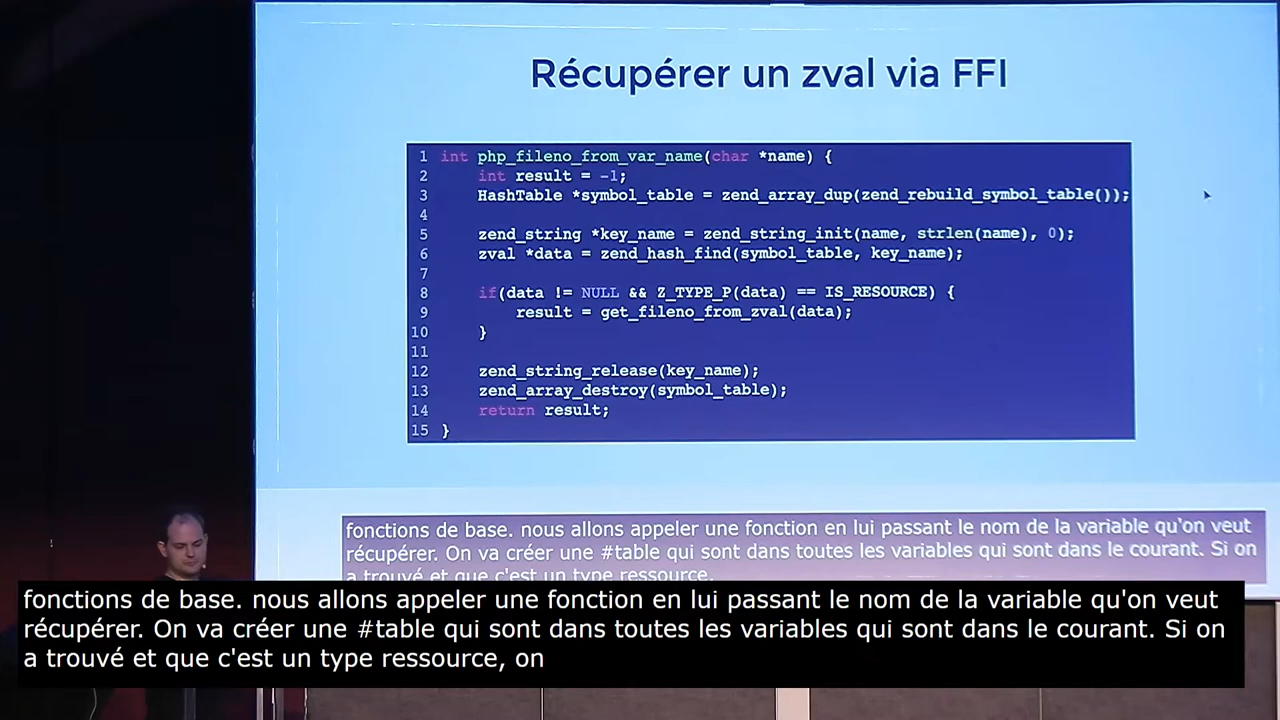 Récupérer un zval via FFI
1 int php_fileno_from_var_name(char *name) {
2 int result = -1;
3 HashTable *symbol_table = zend_array_dup(zend_rebuild_symbol_table());
4
5 zend_string *key_name = zend_string_init(name, strlen(name), 0);
6 zval *data = zend_hash_find(symbol_table, key_name);
7
8 if(data != NULL && Z_TYPE_P(data) == IS_RESOURCE) {
9 result = get_fileno_from_zval(data);
10 }
11
12 zend_string_release(key_name);
13 zend_array_destroy(symbol_table);
14 return result;
15 }
fonctions de base. nous allons appeler une fonction en lui passant le nom de la variable qu'on veut
récupérer. On va créer une #table qui sont dans toutes les variables qui sont dans le courant. Si on
a trouvé et que c'est un type ressource,
fonctions de base. nous allons appeler une fonction en lui passant le nom de la variable qu'on veut
récupérer. On va créer une #table qui sont dans toutes les variables qui sont dans le courant. Si on
a trouvé et que c'est un type ressource, on